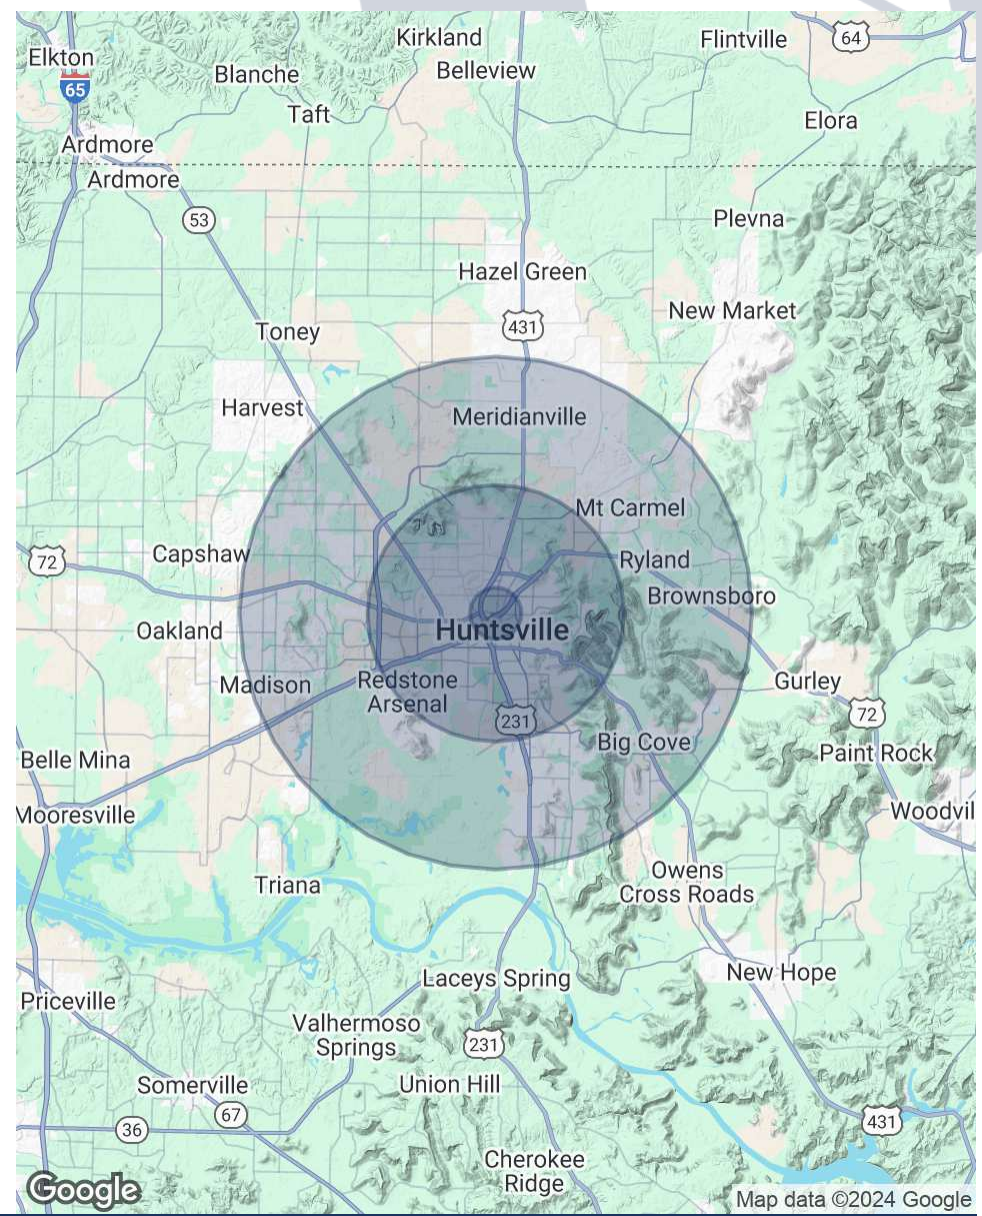 Kirkland
Flintville
64
Elkton
Blanche
Belleview
65
Taft
Elora
Ardmore
Ardmore
53
Plevna
Hazel Green
New Market
431
Toney
Harvest
Meridianville
Mt Carmel
72
Capshaw
Ryland
Brownsboro
Oakland
Huntsville
Madison
Redstone
Arsenal
Gurley
231
72
Big Cove
Paint Rock
Belle Mina
Mooresville
Woodvil
Triana
Owens
Cross Roads
Laceys Spring
New Hope
Priceville
Valhermoso
Springs
231
Somerville
Union Hill
67
36
431
Cherokee
Ridge
Google
Map data ©2024 Google